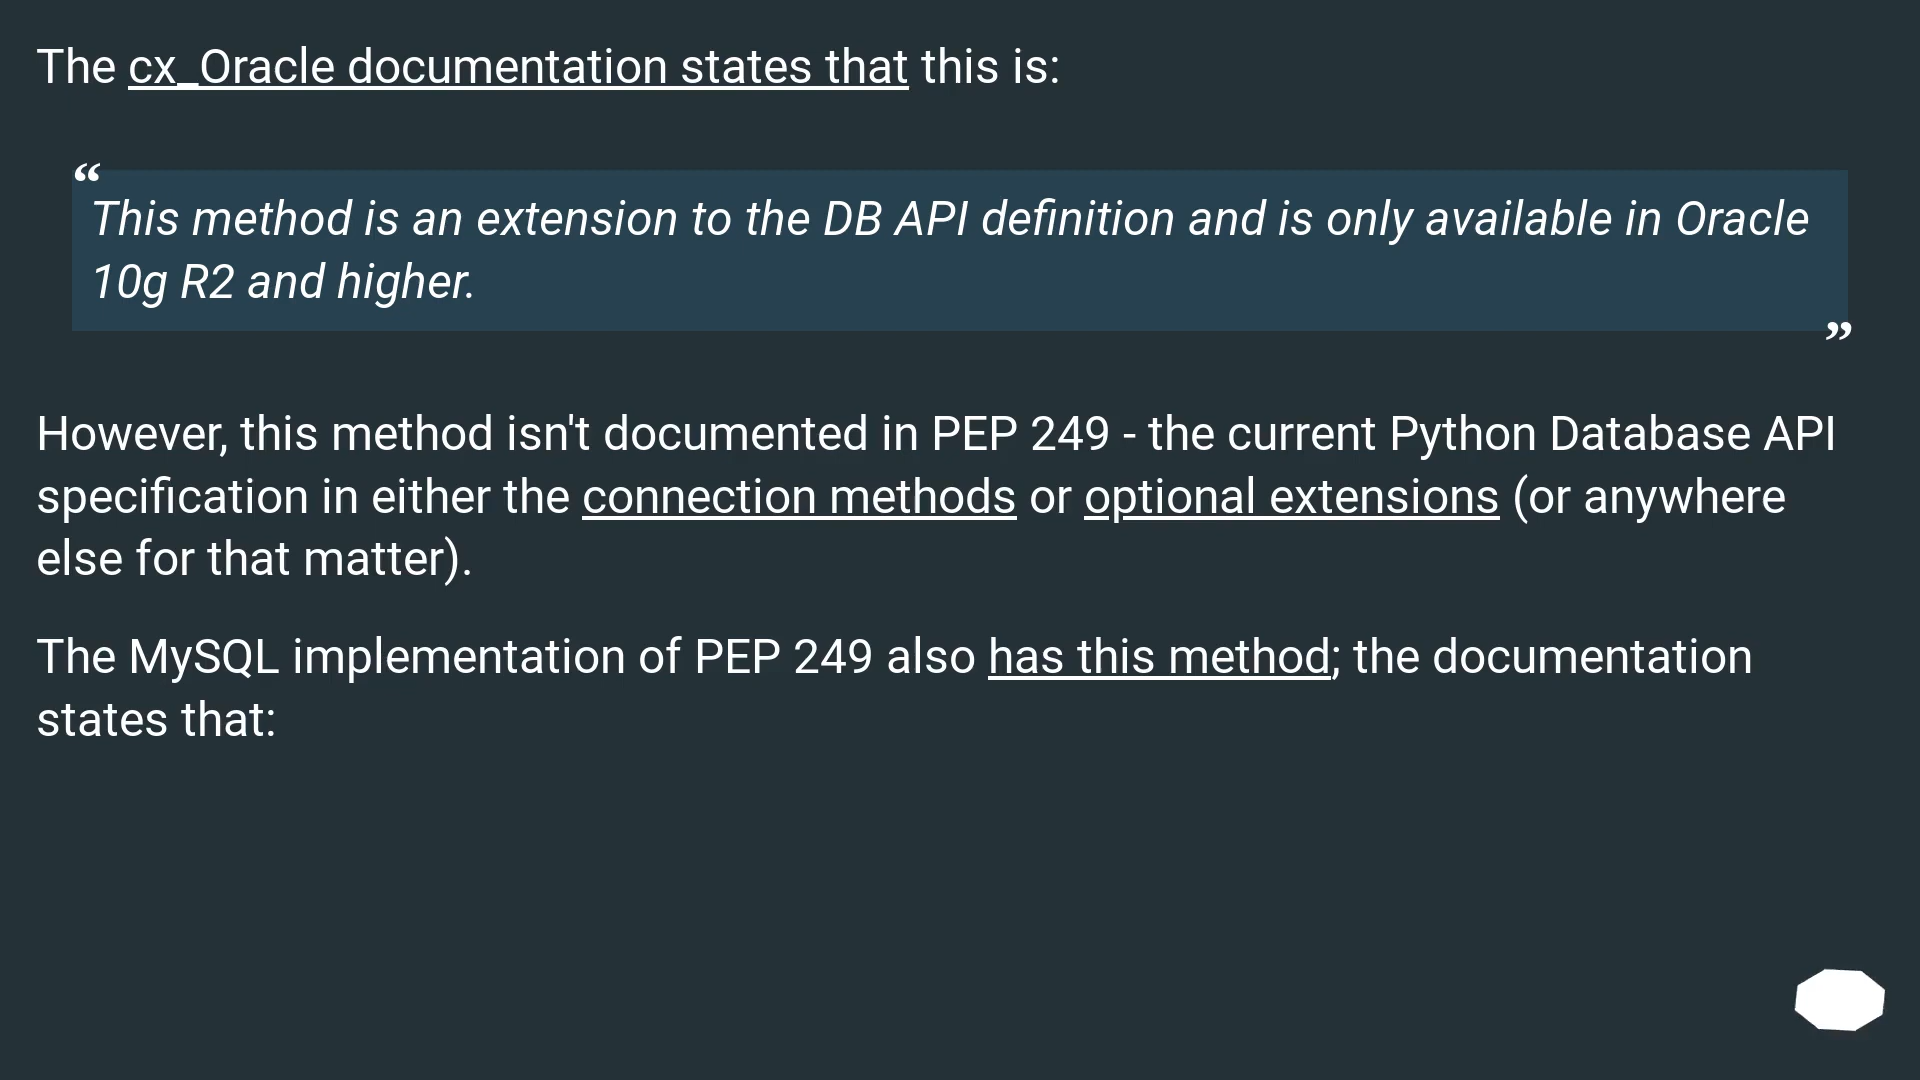 The cx_Oracle documentation states that this is:
“
This method is an extension to the DB API definition and is only available in Oracle
10g R2 and higher.
”
However, this method isn't documented in PEP 249 - the current Python Database API
specification in either the connection methods or optional extensions (or anywhere
else for that matter).
The MySQL implementation of PEP 249 also has this method; the documentation
states that: